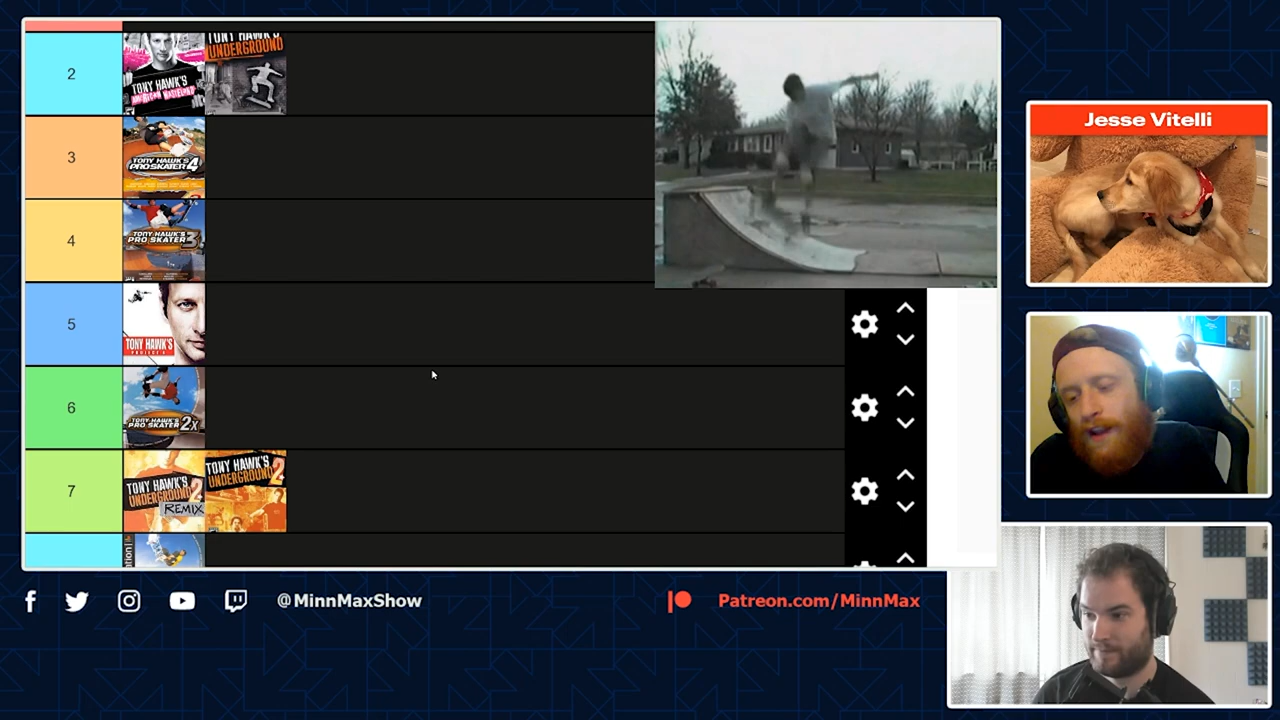 2
TONY HAWK'S
AMERICAN WASTELAND
TONY HAWK'S
UNDERGROUND
3
TONY HAWK'S
PRO SKATER 4
4
TONY HAWK'S
PRO SKATER 3
5
TONY HAWK'S
PROJECT 8
6
TONY HAWK'S
PRO SKATER 2x
7
TONY HAWK'S
UNDERGROUND 2
REMIX
TONY HAWK'S
UNDERGROUND 2
Jesse Vitelli
@MinnMaxShow
Patreon.com/MinnMax